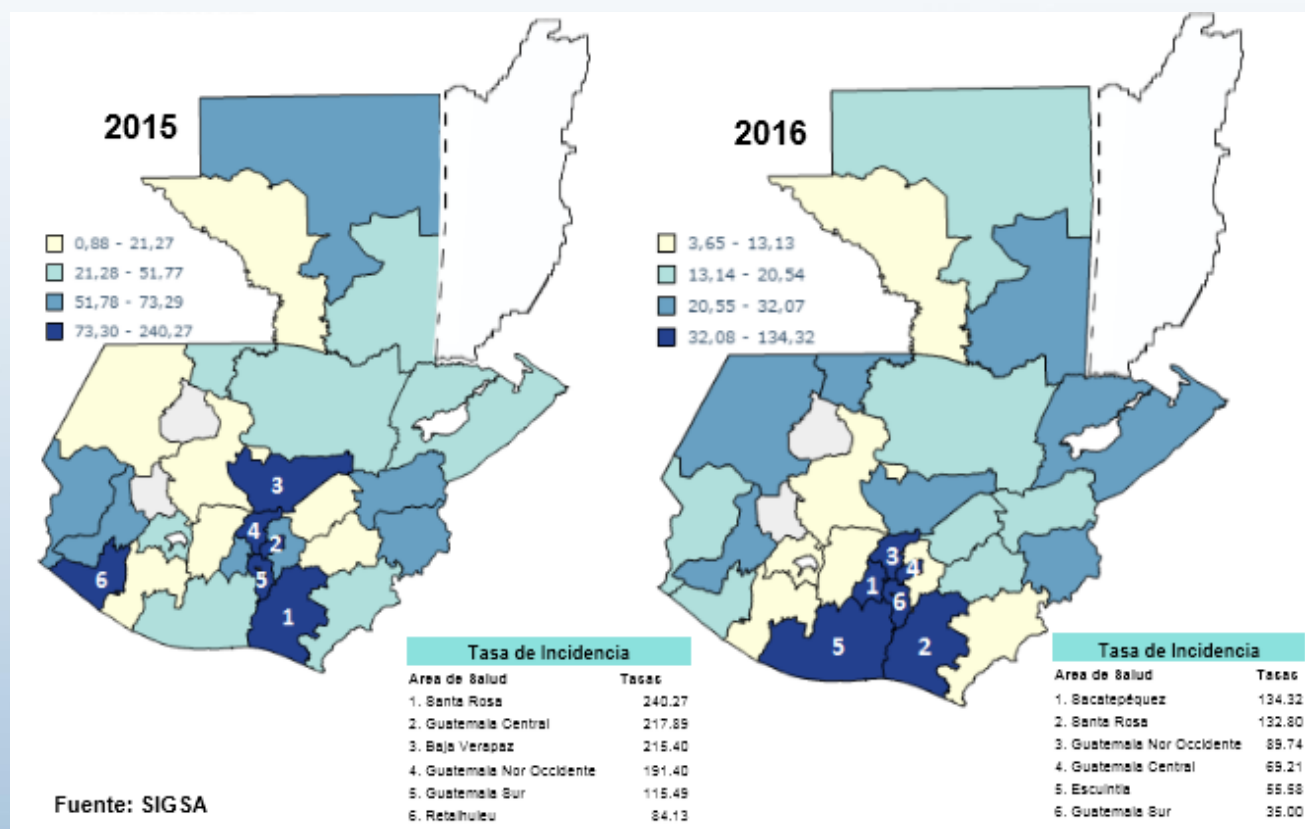 2015
0,88 - 21,27
21,28 - 51,77
51,78 - 73,29
73,30 - 240,27
3
4
2
6
5
1
Tasa de Incidencia
Area de Salud Tasas
1. Santa Rosa 240.27
2. Guatemala Central 217.89
3. Baja Verapaz 215.40
4. Guatemala Nor Occidente 191.40
5. Guatemala Sur 115.49
6. Retalhuleu 84.13
Fuente: SIGSA
2016
3,65 - 13,13
13,14 - 20,54
20,55 - 32,07
32,08 - 134,32
3
4
1
6
5
2
Tasa de Incidencia
Area de Salud Tasas
1. Sacatepéquez 134.32
2. Santa Rosa 132.80
3. Guatemala Nor Occidente 89.74
4. Guatemala Central 69.21
5. Escuintla 55.58
6. Guatemala Sur 35.00